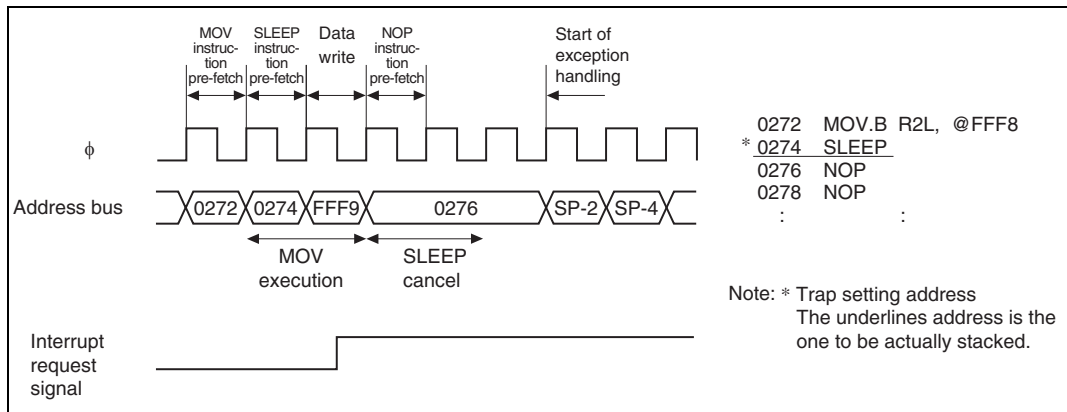 MOV
instruc-
tion
pre-fetch
SLEEP
instruc-
tion
pre-fetch
Data
write
NOP
instruc-
tion
pre-fetch
Start of
exception
handling
φ
Address bus
0272
0274
FFF9
0276
SP-2
SP-4
MOV
execution
SLEEP
cancel
Interrupt
request
signal
0272 MOV.B R2L, @FFF8
* 0274 SLEEP
0276 NOP
0278 NOP
: :
Note: * Trap setting address
The underlines address is the
one to be actually stacked.